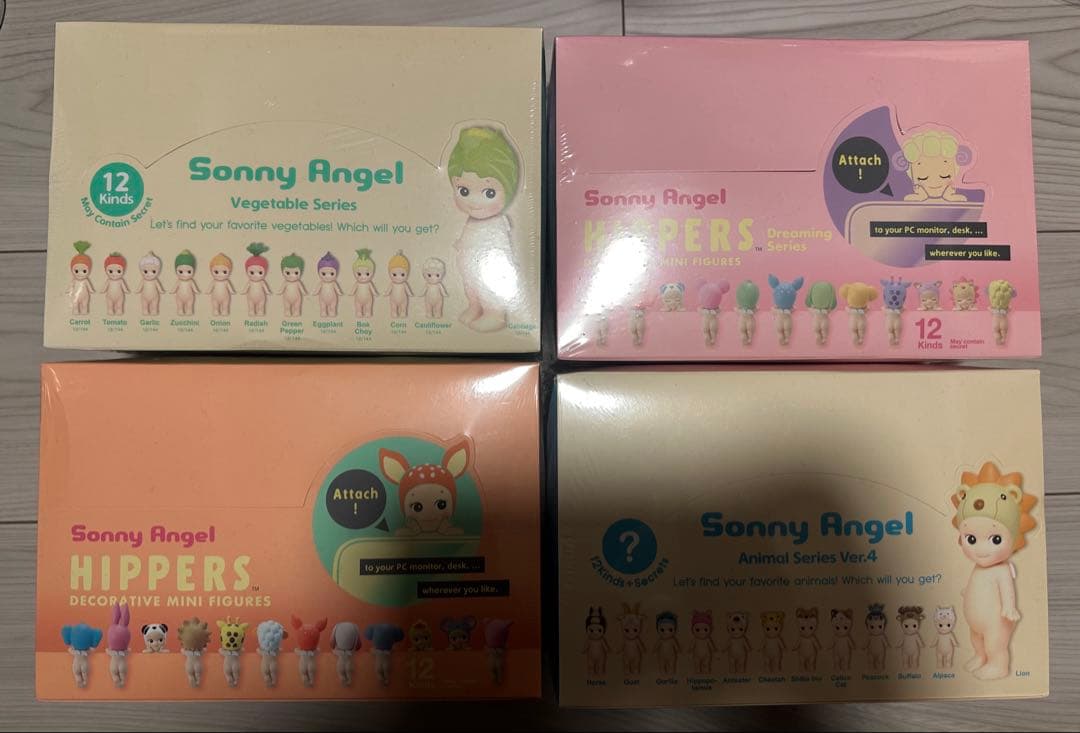 12
Kinds
May Contain Secret
Sonny Angel
Vegetable Series
Let's find your favorite vegetables! Which will you get?
Carrot
Tomato
Garlic
Zucchini
Onion
Radish
Green
Pepper
Eggplant
Bok
Choy
Corn
Cauliflower
Cabbage
Attach
!
Sonny Angel
HIPPERS
Dreaming
Series
MINI FIGURES
to your PC monitor, desk, ...
wherever you like.
12
Kinds
May contain
secret
Attach
!
Sonny Angel
HIPPERS™
DECORATIVE MINI FIGURES
to your PC monitor, desk, ...
wherever you like.
12
?
12Kinds+Secrets
Sonny Angel
Animal Series Ver.4
Let's find your favorite animals! Which will you get?
Horse
Goat
Gorilla
Hippopo-
tamus
Anteater
Cheetah
Shiba Inu
Calico
Cat
Peacock
Buffalo
Alpaca
Lion